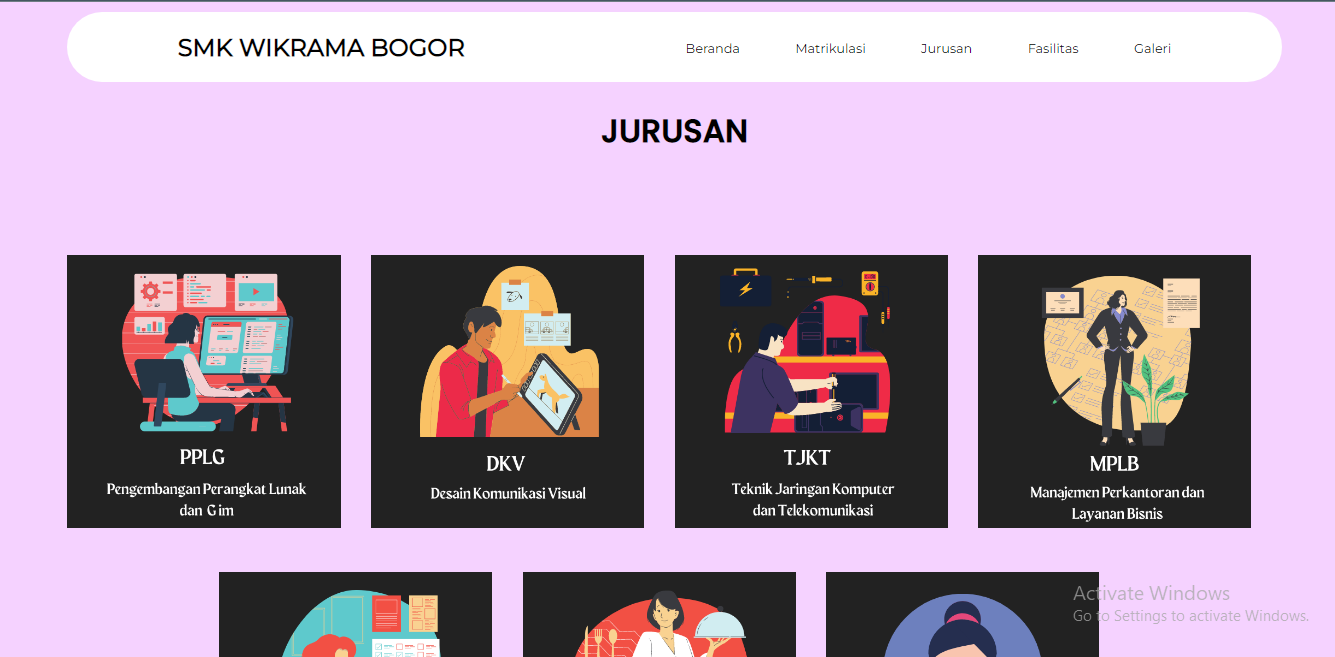 SMK WIKRAMA BOGOR
Beranda
Matrikulasi
Jurusan
Fasilitas
Galeri
JURUSAN
PPLG
Pengembangan Perangkat Lunak
dan G im
DKV
Desain Komunikasi Visual
TJKT
Teknik Jaringan Komputer
dan Telekomunikasi
MPLB
Manajemen Perkantoran dan
Layanan Bisnis
Activate Windows
Go to Settings to activate Windows.